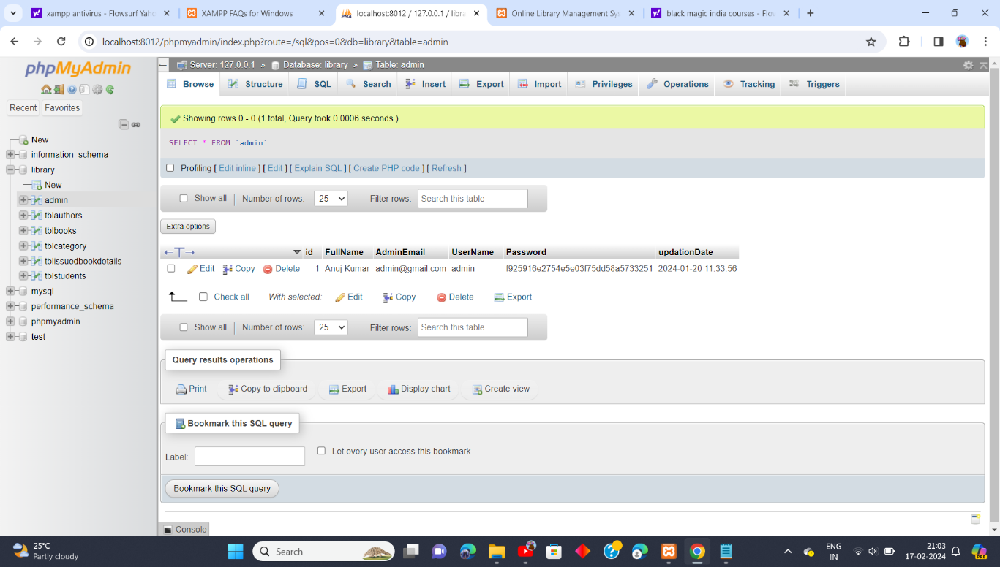 xampp antivirus - Flowsurf Yaho
XAMPP FAQs for Windows
localhost:8012 / 127.0.0.1 / libra
Online Library Management Sy
black magic india courses - Flow
localhost:8012/phpmyadmin/index.php?route=/sql&pos=0&db=library&table=admin
phpMyAdmin
Recent Favorites
New
information_schema
library
New
admin
tblauthors
tblbooks
tblcategory
tblissuedbookdetails
tblstudents
mysql
performance_schema
phpmyadmin
test
Server: 127.0.0.1 » Database: library » Table: admin
Browse Structure SQL Search Insert Export Import Privileges Operations Tracking Triggers
Showing rows 0 - 0 (1 total, Query took 0.0006 seconds.)
SELECT * FROM `admin`
Profiling [ Edit inline ] [ Edit ] [ Explain SQL ] [ Create PHP code ] [ Refresh ]
Show all | Number of rows: 25 Filter rows: Search this table
Extra options
id FullName AdminEmail UserName Password updationDate
Edit Copy Delete 1 Anuj Kumar admin@gmail.com admin f925916e2754e5e03f75dd58a5733251 2024-01-20 11:33:56
Check all With selected: Edit Copy Delete Export
Show all | Number of rows: 25 Filter rows: Search this table
Query results operations
Print Copy to clipboard Export Display chart Create view
Bookmark this SQL query
Label: Let every user access this bookmark
Bookmark this SQL query
Console
25°C
Partly cloudy
Search
ENG
IN
21:03
17-02-2024
PRE